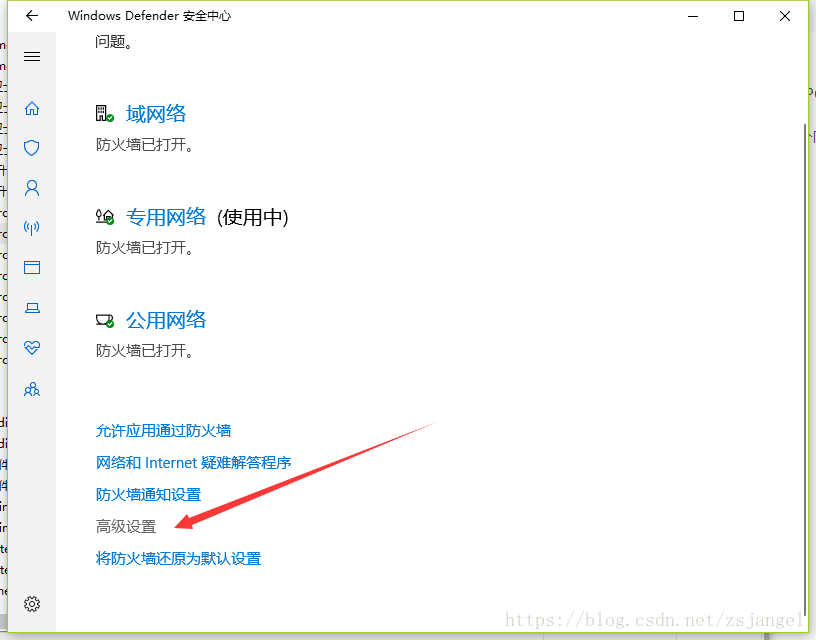 Windows Defender 安全中心
问题。
域网络
防火墙已打开。
专用网络 (使用中)
防火墙已打开。
公用网络
防火墙已打开。
允许应用通过防火墙
网络和 Internet 疑难解答程序
防火墙通知设置
高级设置
将防火墙还原为默认设置
https://blog.csdn.net/zsjangel